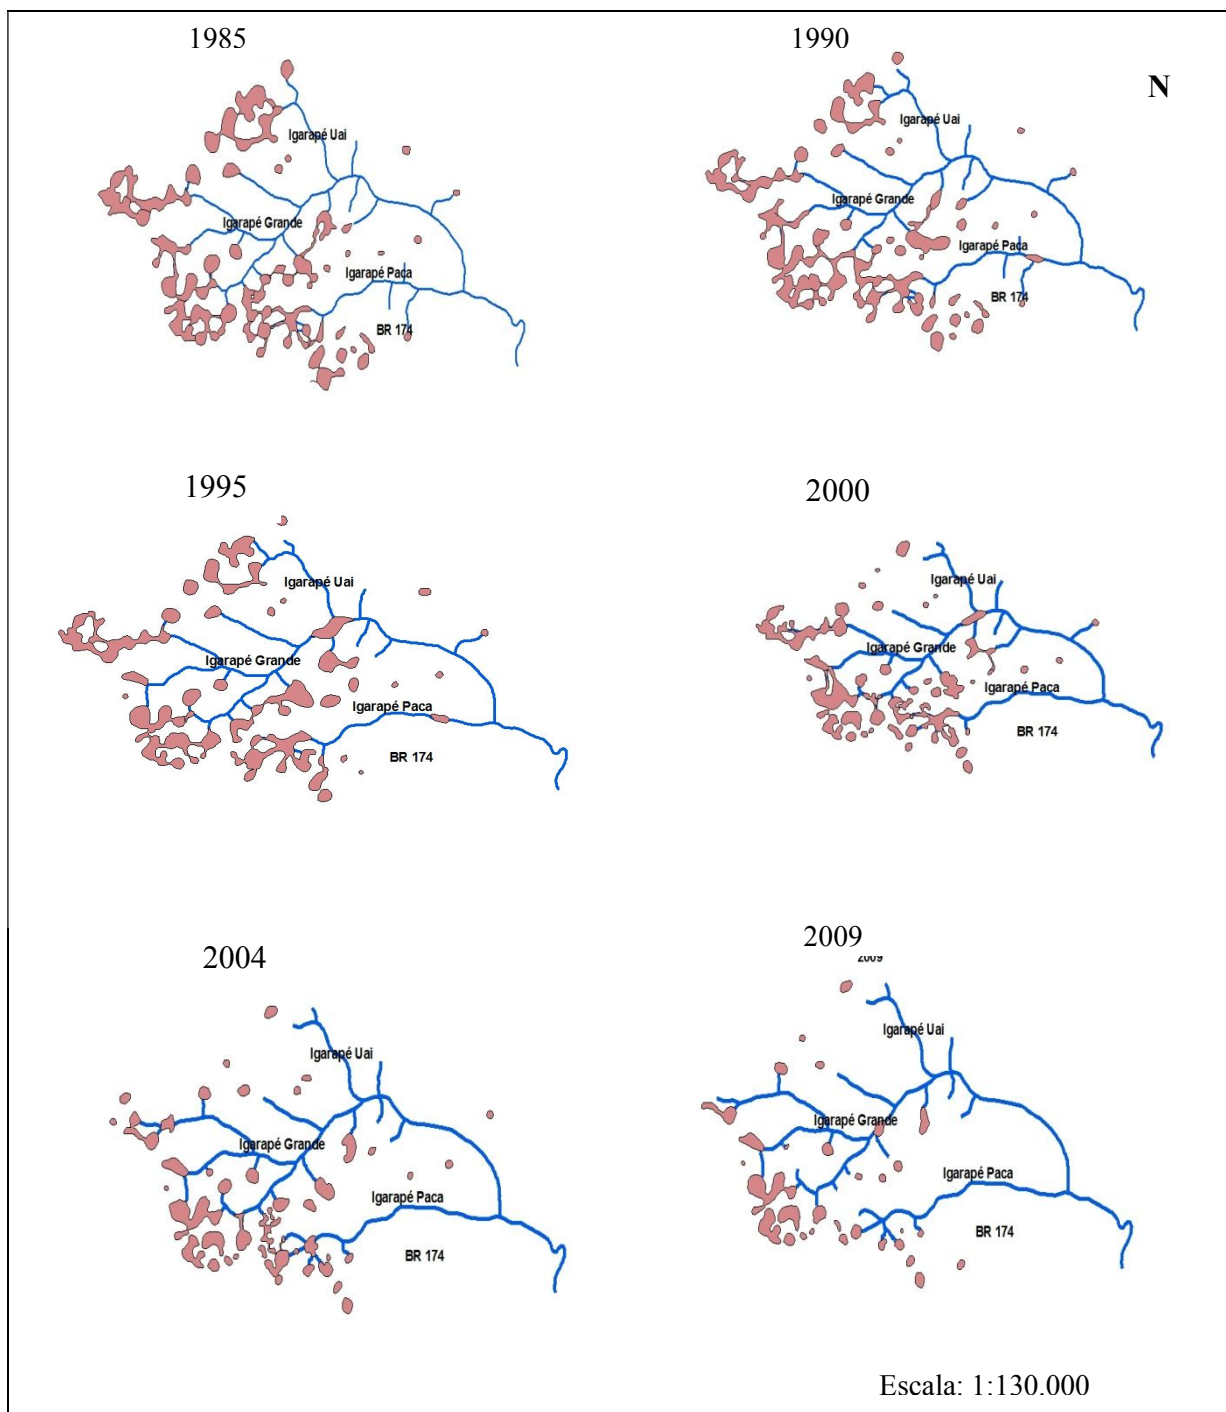 1985
1990
N
Igarapé Uai
Igarapé Grande
Igarapé Paca
BR 174
Igarapé Uai
Igarapé Grande
Igarapé Paca
BR 174
1995
2000
Igarapé Uai
Igarapé Grande
Igarapé Paca
BR 174
Igarapé Uai
Igarapé Grande
Igarapé Paca
BR 174
2004
2009
2009
Igarapé Uai
Igarapé Grande
Igarapé Paca
BR 174
Igarapé Uai
Igarapé Grande
Igarapé Paca
BR 174
Escala: 1:130.000